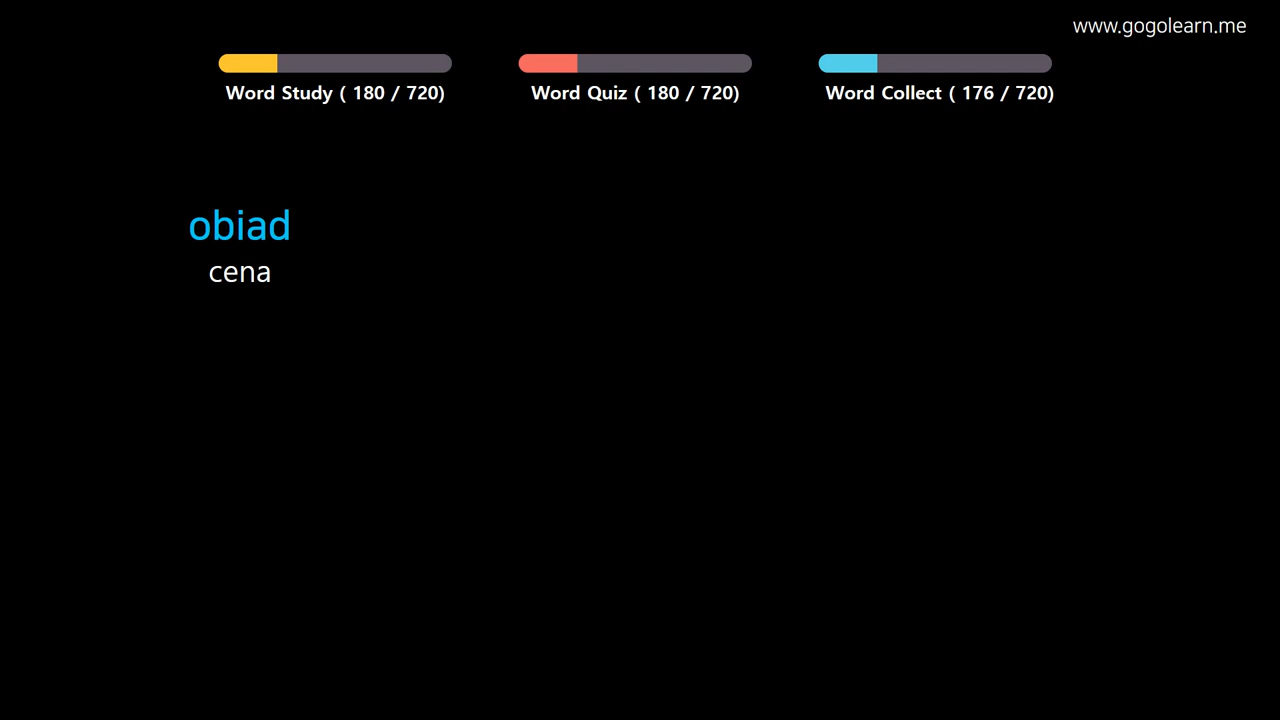 www.gogolearn.me
Word Study ( 180 / 720)
Word Quiz ( 180 / 720)
Word Collect ( 176 / 720)
obiad
cena